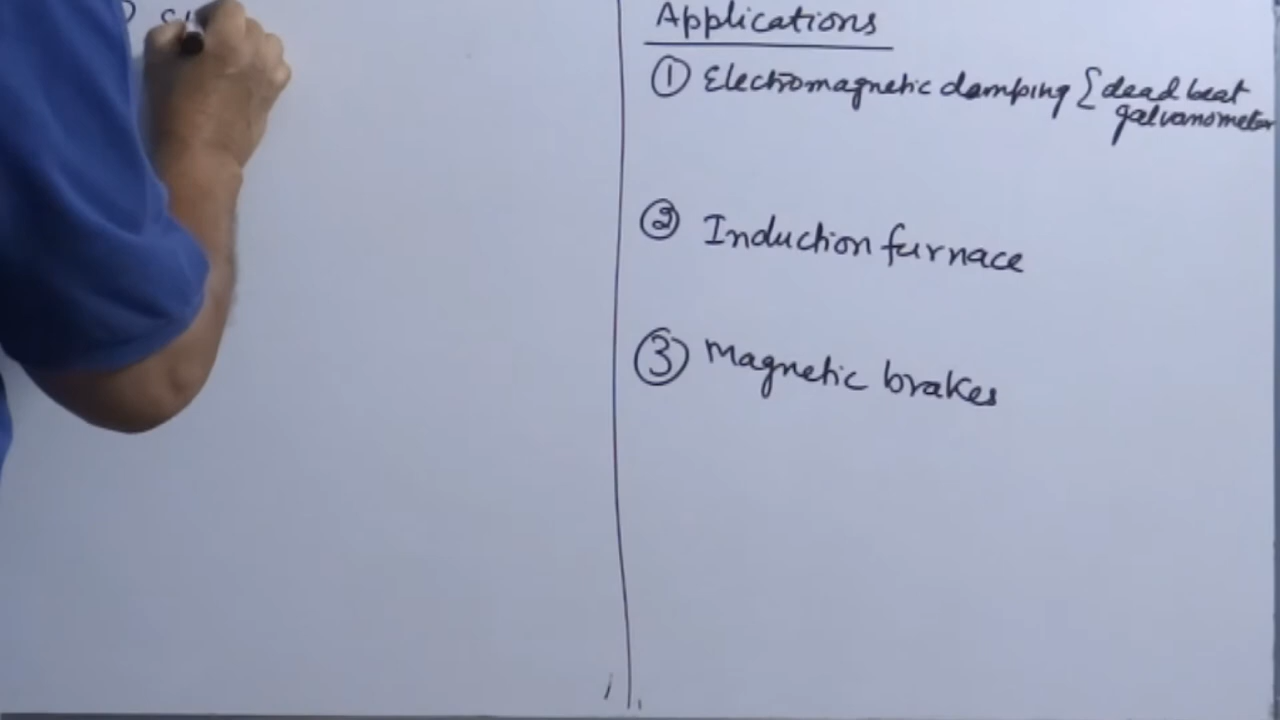 Applications
① Electromagnetic damping { dead beat
galvanometer
② Induction furnace
③ Magnetic brakes